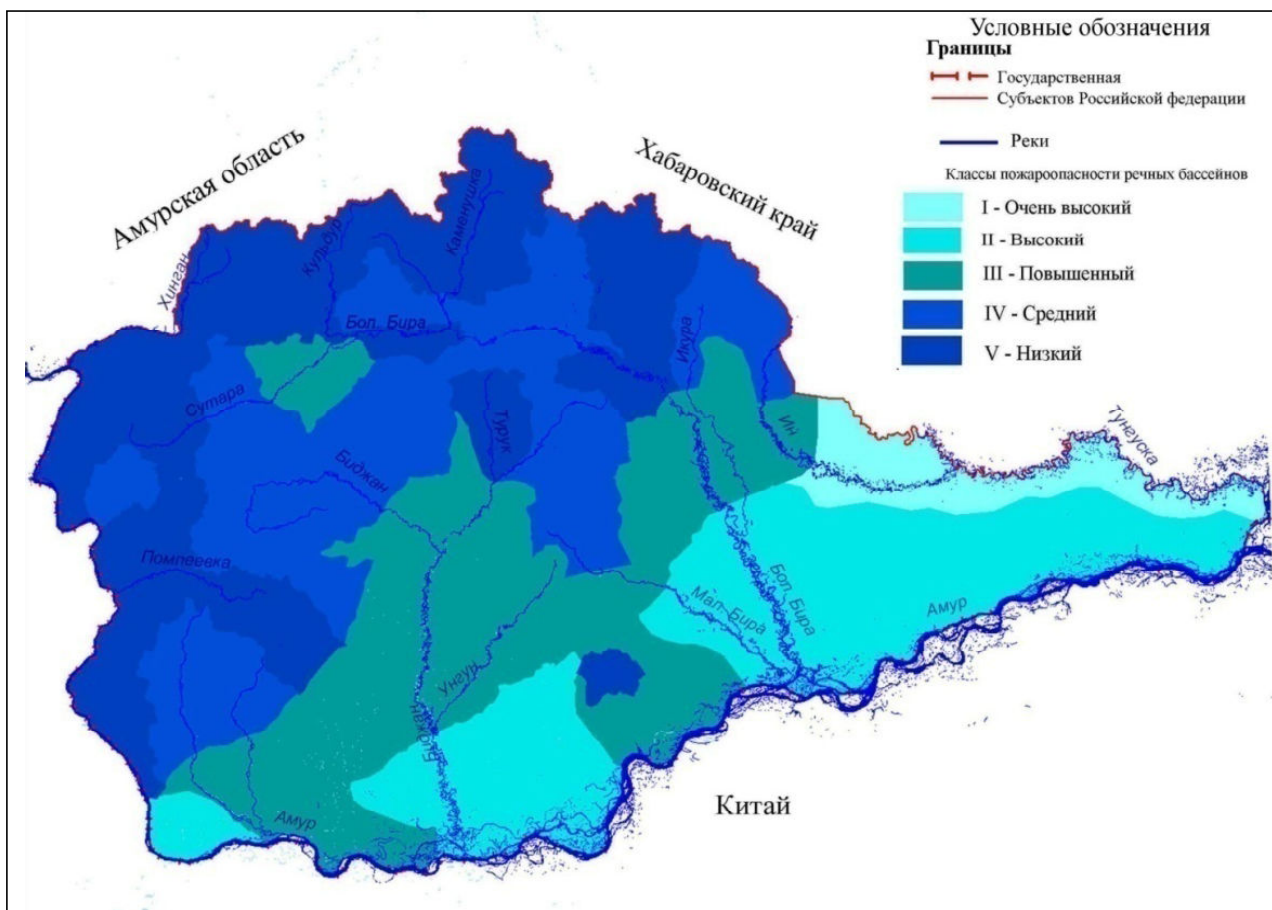 Условные обозначения
Границы
Государственная
Субъектов Российской федерации
Реки
Классы пожароопасности речных бассейнов
I - Очень высокий
II - Высокий
III - Повышенный
IV - Средний
V - Низкий
Амурская область
Хабаровский край
Каменушка
Кульдур
Хинган
Бол. Бира
Икура
Сутара
Турук
Ин
Тунгуска
Биджан
Помпеевка
Бол. Бира
Мал. Бира
Амур
Унгун
Биджан
Китай
Амур